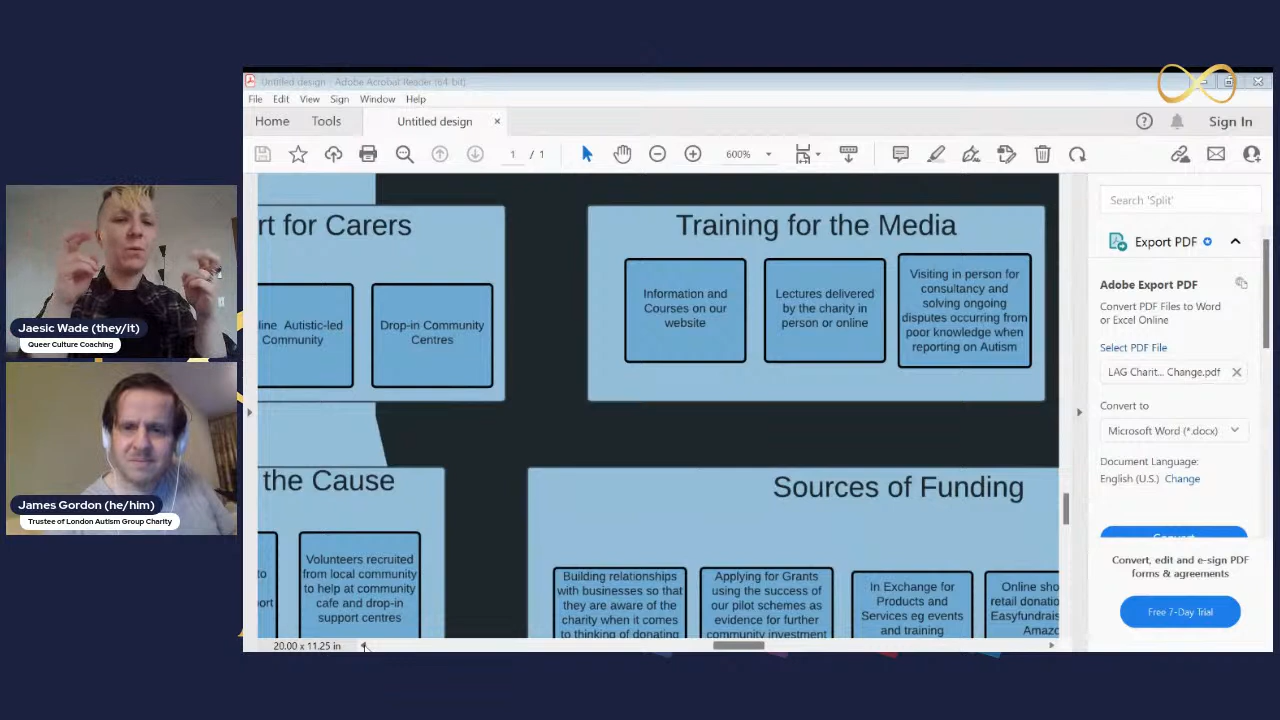 Untitled design - Adobe Acrobat Reader (64-bit)
File Edit View Sign Window Help
Home Tools Untitled design ×
Sign In
1 / 1
600%
rt for Carers
line Autistic-led
Community
Drop-in Community
Centres
Training for the Media
Information and
Courses on our
website
Lectures delivered
by the charity in
person or online
Visiting in person for
consultancy and
solving ongoing
disputes occurring from
poor knowledge when
reporting on Autism
the Cause
to
ort
Volunteers recruited
from local community
to help at community
cafe and drop-in
support centres
Sources of Funding
Building relationships
with businesses so that
they are aware of the
charity when it comes
to thinking of donating
Applying for Grants
using the success of
our pilot schemes as
evidence for further
community investment
In Exchange for
Products and
Services eg events
and training
Online sho
retail donatio
Easyfundrais
Amazo
20.00 x 11.25 in
Search 'Split'
Export PDF
Adobe Export PDF
Convert PDF Files to Word
or Excel Online
Select PDF File
LAG Charit... Change.pdf
Convert to
Microsoft Word (*.docx)
Document Language:
English (U.S.) Change
Convert
Convert, edit and e-sign PDF
forms & agreements
Free 7-Day Trial
Jaesic Wade (they/it)
Queer Culture Coaching
James Gordon (he/him)
Trustee of London Autism Group Charity